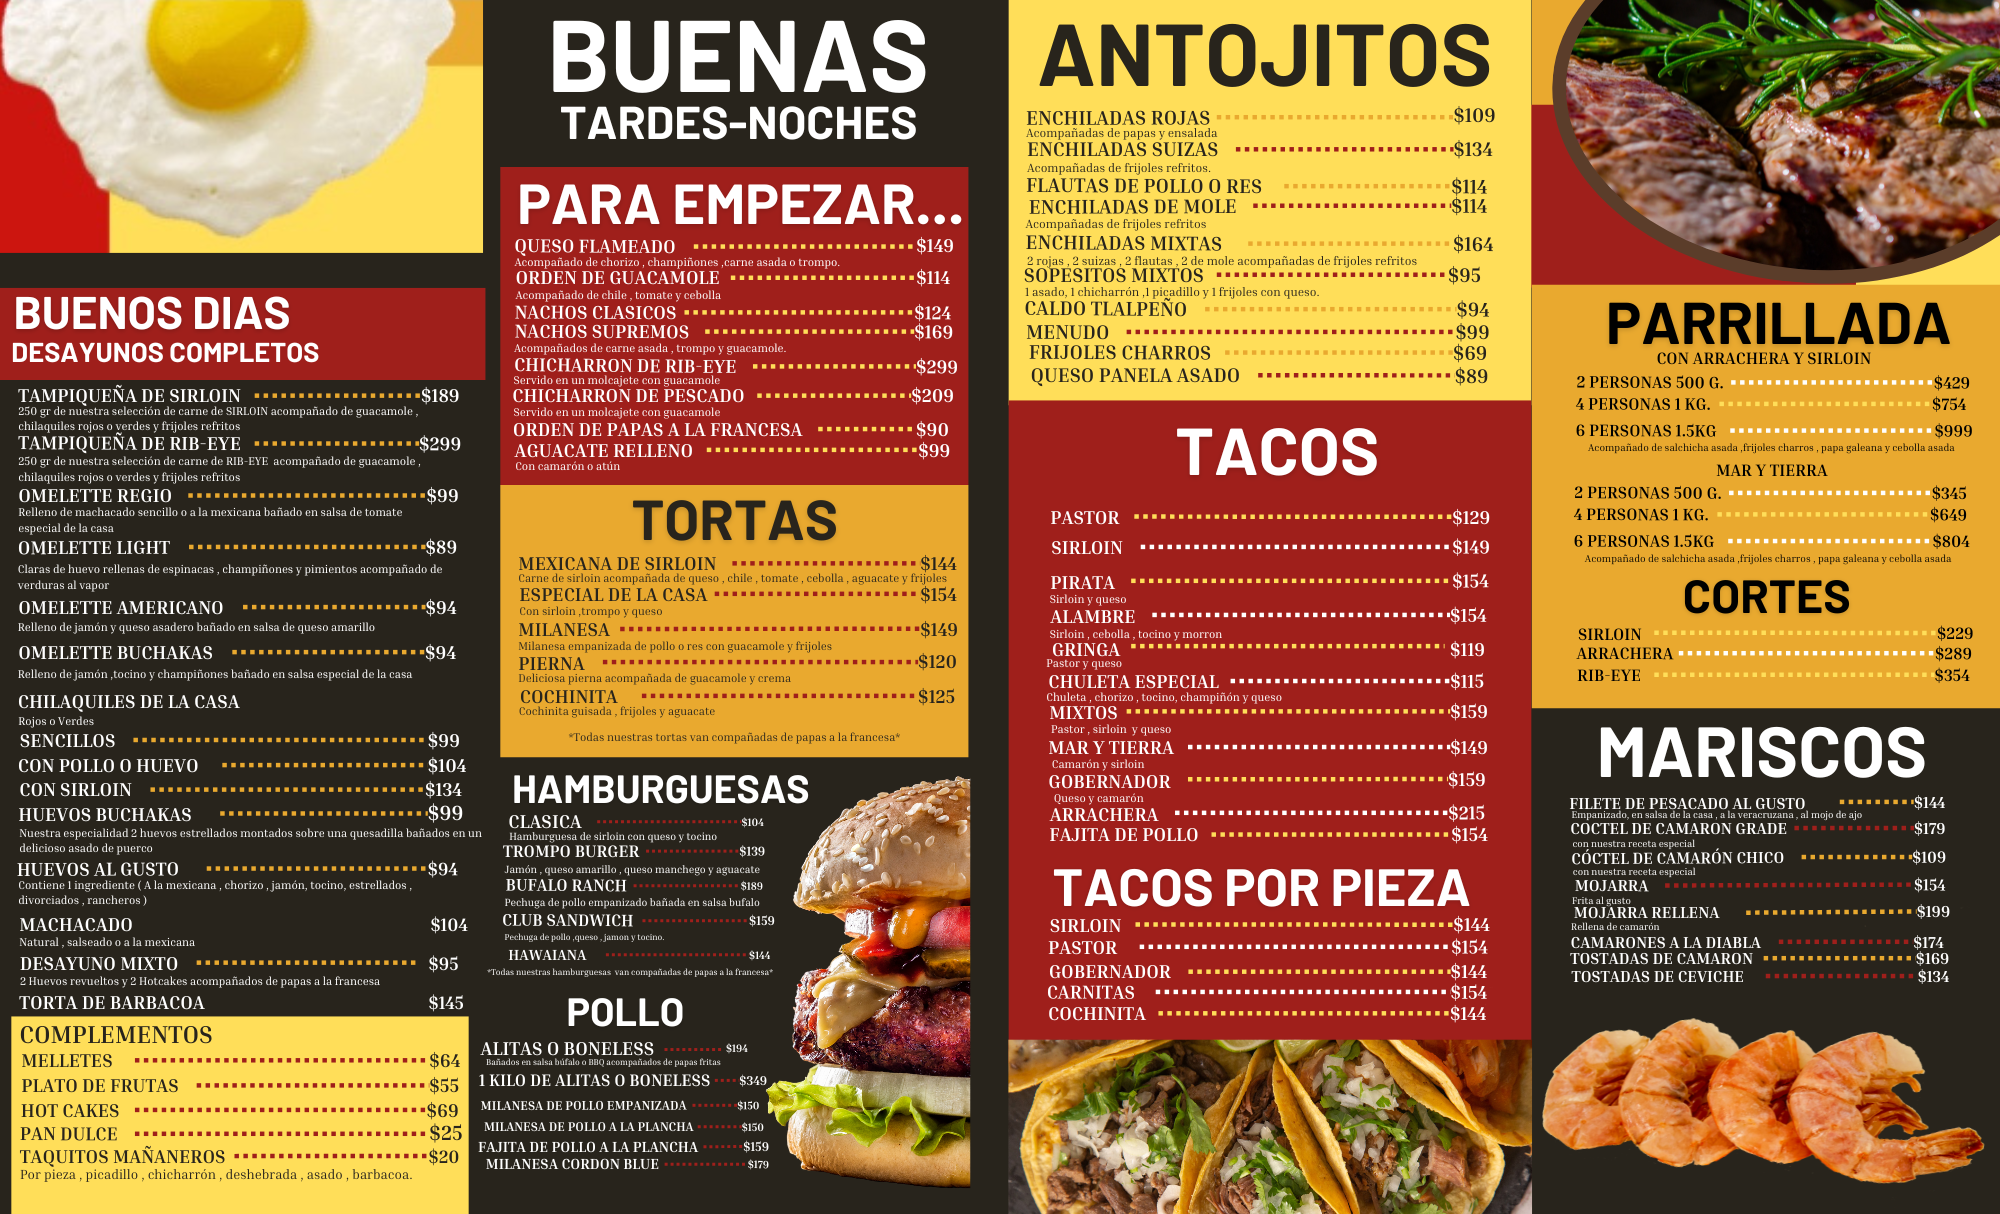 BUENOS DIAS
DESAYUNOS COMPLETOS
TAMPIQUEÑA DE SIRLOIN $189
250 gr de nuestra selección de carne de SIRLOIN acompañado de guacamole ,
chilaquiles rojos o verdes y frijoles refritos
TAMPIQUEÑA DE RIB-EYE $299
250 gr de nuestra selección de carne de RIB-EYE acompañado de guacamole ,
chilaquiles rojos o verdes y frijoles refritos
OMELETTE REGIO $99
Relleno de machacado sencillo o a la mexicana bañado en salsa de tomate
especial de la casa
OMELETTE LIGHT $89
Claras de huevo rellenas de espinacas , champiñones y pimientos acompañado de
verduras al vapor
OMELETTE AMERICANO $94
Relleno de jamón y queso asadero bañado en salsa de queso amarillo
OMELETTE BUCHAKAS $94
Relleno de jamón ,tocino y champiñones bañado en salsa especial de la casa
CHILAQUILES DE LA CASA
Rojos o Verdes
SENCILLOS $99
CON POLLO O HUEVO $104
CON SIRLOIN $134
HUEVOS BUCHAKAS $99
Nuestra especialidad 2 huevos estrellados montados sobre una quesadilla bañados en un
delicioso asado de puerco
HUEVOS AL GUSTO $94
Contiene 1 ingrediente ( A la mexicana , chorizo , jamón, tocino, estrellados ,
divorciados , rancheros )
MACHACADO $104
Natural , salseado o a la mexicana
DESAYUNO MIXTO $95
2 Huevos revueltos y 2 Hotcakes acompañados de papas a la francesa
TORTA DE BARBACOA $145
COMPLEMENTOS
MELLETES $64
PLATO DE FRUTAS $55
HOT CAKES $69
PAN DULCE $25
TAQUITOS MAÑANEROS $20
Por pieza , picadillo , chicharrón , deshebrada , asado , barbacoa.
BUENAS
TARDES-NOCHES
PARA EMPEZAR...
QUESO FLAMEADO $149
Acompañado de chorizo , champiñones ,carne asada o trompo.
ORDEN DE GUACAMOLE $114
Acompañado de chile , tomate y cebolla
NACHOS CLASICOS $124
NACHOS SUPREMOS $169
Acompañados de carne asada , trompo y guacamole.
CHICHARRON DE RIB-EYE $299
Servido en un molcajete con guacamole
CHICHARRON DE PESCADO $209
Servido en un molcajete con guacamole
ORDEN DE PAPAS A LA FRANCESA $90
AGUACATE RELLENO $99
Con camarón o atún
TORTAS
MEXICANA DE SIRLOIN $144
Carne de sirloin acompañada de queso , chile , tomate , cebolla , aguacate y frijoles
ESPECIAL DE LA CASA $154
Con sirloin ,trompo y queso
MILANESA $149
Milanesa empanizada de pollo o res con guacamole y frijoles
PIERNA $120
Deliciosa pierna acompañada de guacamole y crema
COCHINITA $125
Cochinita guisada , frijoles y aguacate
*Todas nuestras tortas van compañadas de papas a la francesa*
HAMBURGUESAS
CLASICA $104
Hamburguesa de sirloin con queso y tocino
TROMPO BURGER $139
Jamón , queso amarillo , queso manchego y aguacate
BUFALO RANCH $189
Pechuga de pollo empanizado bañada en salsa bufalo
CLUB SANDWICH $159
Pechuga de pollo ,queso , jamon y tocino.
HAWAIANA $144
*Todas nuestras hamburguesas van compañadas de papas a la francesa*
POLLO
ALITAS O BONELESS $194
Bañados en salsa búfalo o BBQ acompañados de papas fritas
1 KILO DE ALITAS O BONELESS $349
MILANESA DE POLLO EMPANIZADA $150
MILANESA DE POLLO A LA PLANCHA $150
FAJITA DE POLLO A LA PLANCHA $159
MILANESA CORDON BLUE $179
ANTOJITOS
ENCHILADAS ROJAS $109
Acompañadas de papas y ensalada
ENCHILADAS SUIZAS $134
Acompañadas de frijoles refritos.
FLAUTAS DE POLLO O RES $114
ENCHILADAS DE MOLE $114
Acompañadas de frijoles refritos
ENCHILADAS MIXTAS $164
2 rojas , 2 suizas , 2 flautas , 2 de mole acompañadas de frijoles refritos
SOPESITOS MIXTOS $95
1 asado, 1 chicharrón ,1 picadillo y 1 frijoles con queso.
CALDO TLALPEÑO $94
MENUDO $99
FRIJOLES CHARROS $69
QUESO PANELA ASADO $89
TACOS
PASTOR $129
SIRLOIN $149
PIRATA $154
Sirloin y queso
ALAMBRE $154
Sirloin , cebolla , tocino y morron
GRINGA $119
Pastor y queso
CHULETA ESPECIAL $115
Chuleta , chorizo , tocino, champiñón y queso
MIXTOS $159
Pastor , sirloin y queso
MAR Y TIERRA $149
Camarón y sirloin
GOBERNADOR $159
Queso y camarón
ARRACHERA $215
FAJITA DE POLLO $154
TACOS POR PIEZA
SIRLOIN $144
PASTOR $154
GOBERNADOR $144
CARNITAS $154
COCHINITA $144
PARRILLADA
CON ARRACHERA Y SIRLOIN
2 PERSONAS 500 G. $429
4 PERSONAS 1 KG. $754
6 PERSONAS 1.5KG $999
Acompañado de salchicha asada ,frijoles charros , papa galeana y cebolla asada
MAR Y TIERRA
2 PERSONAS 500 G. $345
4 PERSONAS 1 KG. $649
6 PERSONAS 1.5KG $804
Acompañado de salchicha asada ,frijoles charros , papa galeana y cebolla asada
CORTES
SIRLOIN $229
ARRACHERA $289
RIB-EYE $354
MARISCOS
FILETE DE PESACADO AL GUSTO $144
Empanizado, en salsa de la casa , a la veracruzana , al mojo de ajo
COCTEL DE CAMARON GRADE $179
con nuestra receta especial
CÓCTEL DE CAMARÓN CHICO $109
con nuestra receta especial
MOJARRA $154
Frita al gusto
MOJARRA RELLENA $199
Rellena de camarón
CAMARONES A LA DIABLA $174
TOSTADAS DE CAMARON $169
TOSTADAS DE CEVICHE $134